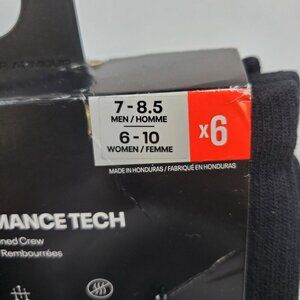 ARMOUR
7 - 8.5
MEN / HOMME
6 - 10
WOMEN / FEMME
x6
MADE IN HONDURAS / FABRIQUÉ EN HONDURAS
MANCE TECH
ned Crew
Rembourrées